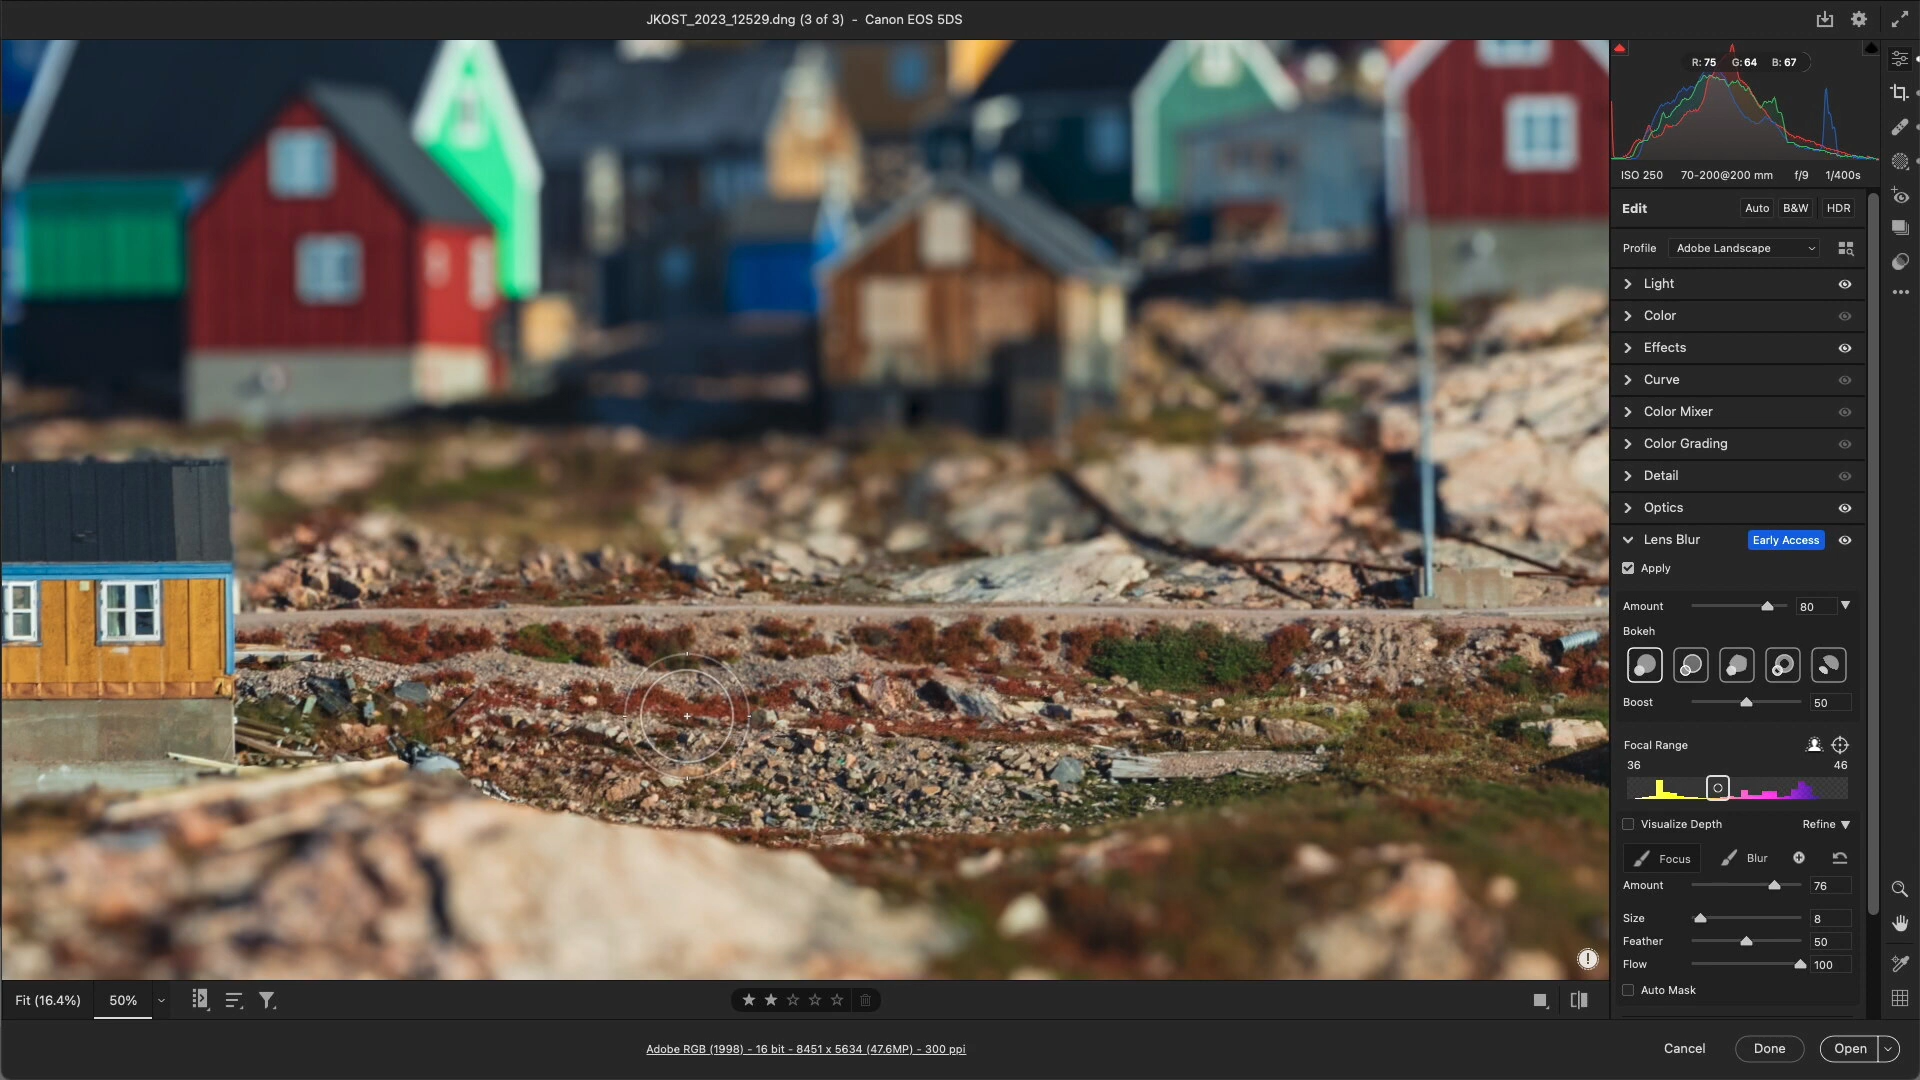 JKOST_2023_12529.dng (3 of 3) - Canon EOS 5DS
R: 75 G: 64 B: 67
ISO 250 70-200@200 mm f/9 1/400s
Edit Auto B&W HDR
Profile Adobe Landscape
Light
Color
Effects
Curve
Color Mixer
Color Grading
Detail
Optics
Lens Blur Early Access
Apply
Amount 80
Bokeh
Boost 50
Focal Range
36 46
Visualize Depth Refine
Focus Blur
Amount 76
Size 8
Feather 50
Flow 100
Auto Mask
Fit (16.4%) 50%
Adobe RGB (1998) - 16 bit - 8451 x 5634 (47.6MP) - 300 ppi
Cancel Done Open